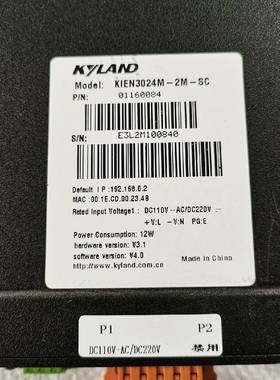 KYLAND
Model: KIEN3024M-2M-SC
P/N: 01160084
S/N: E3L2M100840
Default IP:192.168.0.2
MAC:00.1E.CD.00.23.48
Rated Input Voltage1: DC110V-AC/DC220V
+V:L -V:N PG:E
Power Consumption: 12W
hardware version: V3.1
software version: V4.0
Made in China
www.kyland.com.cn
P1 P2
DC110V-AC/DC220V 禁用